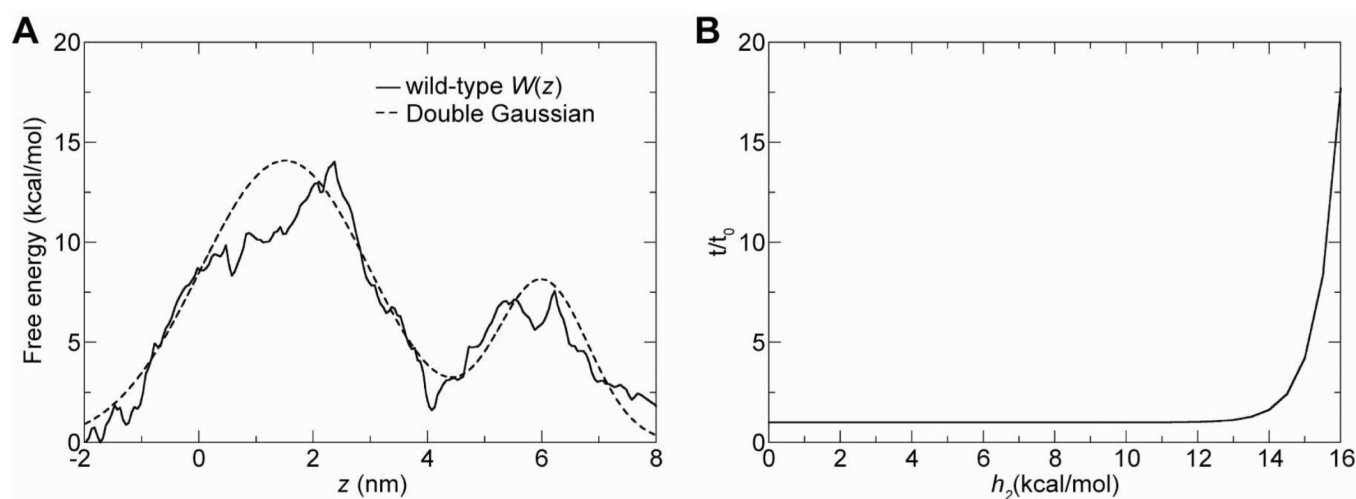 A
20
15
10
5
0
Free energy (kcal/mol)
wild-type W(z)
Double Gaussian
-2 0 2 4 6 8
z (nm)
B
20
15
10
5
0
t/t₀
0 2 4 6 8 10 12 14 16
h₂(kcal/mol)